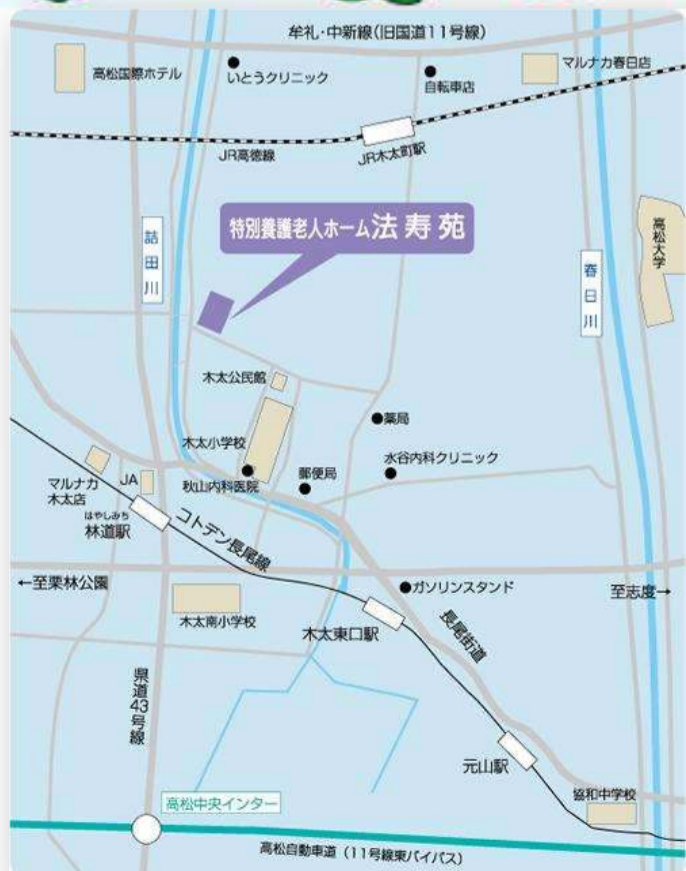 牟礼・中新線(旧国道11号線)
高松国際ホテル
いとうクリニック
自転車店
マルナカ春日店
JR高徳線
JR木太町駅
特別養護老人ホーム法寿苑
詰田川
春日川
高松大学
木太公民館
木太小学校
薬局
水谷内科クリニック
郵便局
秋山内科医院
マルナカ
木太店
JA
はやしみち
林道駅
コトデン長尾線
←至栗林公園
ガソリンスタンド
至志度→
木太南小学校
木太東口駅
長尾街道
県道43号線
元山駅
高松中央インター
協和中学校
高松自動車道(11号線東バイパス)